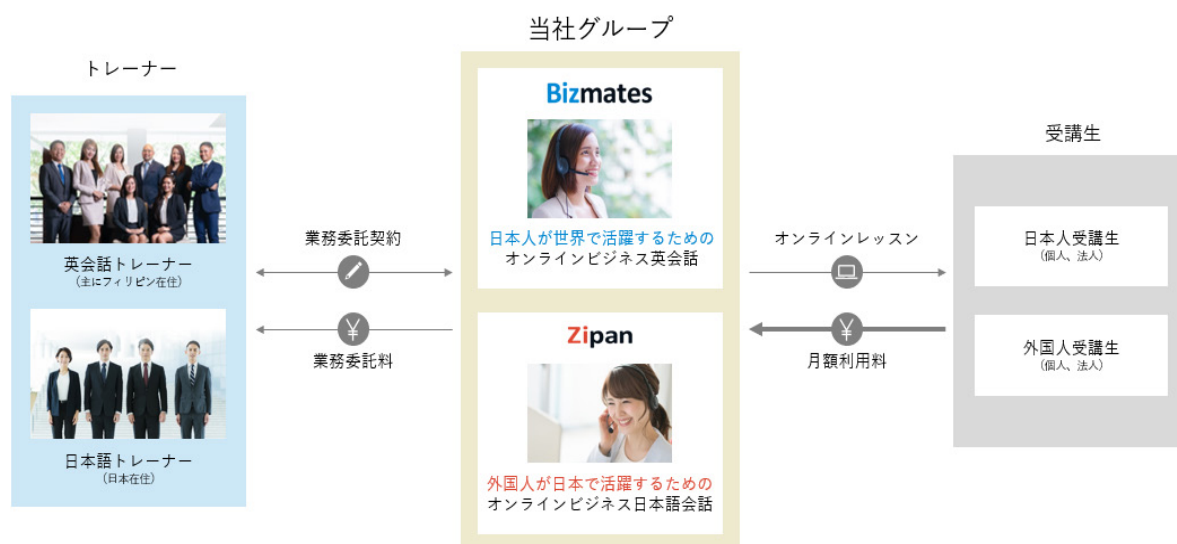 当社グループ
トレーナー
英会話トレーナー
(主にフィリピン在住)
日本語トレーナー
(日本在住)
業務委託契約
¥
業務委託料
Bizmates
日本人が世界で活躍するための
オンラインビジネス英会話
Zipan
外国人が日本で活躍するための
オンラインビジネス日本語会話
オンラインレッスン
¥
月額利用料
受講生
日本人受講生
(個人、法人)
外国人受講生
(個人、法人)